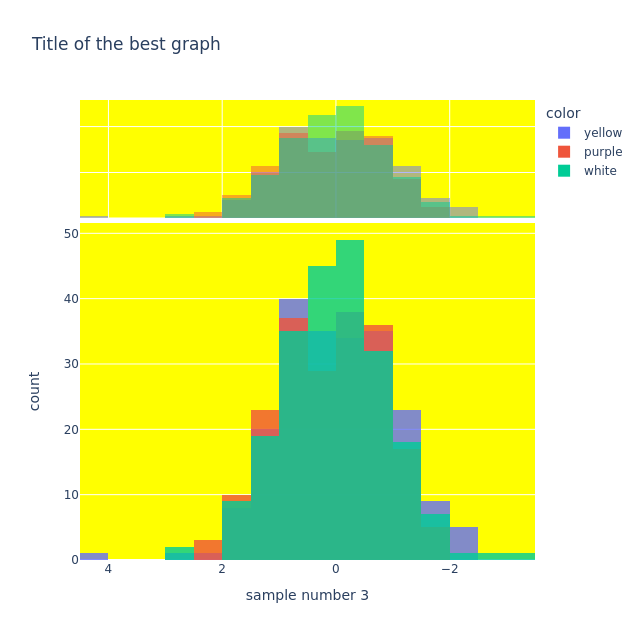 Title of the best graph
color
yellow
purple
white
50
40
30
20
10
0
count
4
2
0
−2
sample number 3